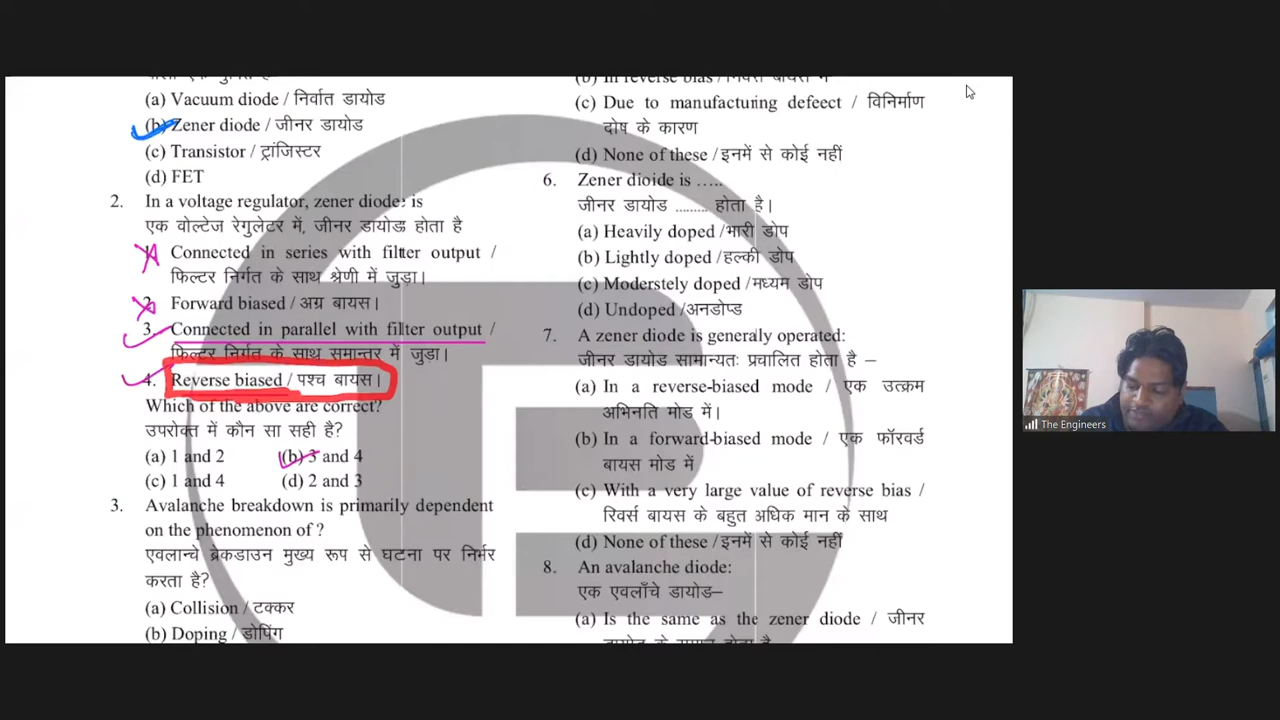 (a) Vacuum diode / निर्वात डायोड
(b) Zener diode / जीनर डायोड
(c) Transistor / ट्रांजिस्टर
(d) FET
2. In a voltage regulator, zener diode is
एक वोल्टेज रेगुलेटर में, जीनर डायोड होता है
1. Connected in series with filtter output /
फिल्टर निर्गत के साथ श्रेणी में जुड़ा।
2. Forward biased / अग्र बायस।
3. Connected in parallel with filter output /
फिल्टर निर्गत के साथ समान्तर में जुड़ा।
4. Reverse biased / पश्च बायस।
Which of the above are correct?
उपरोक्त में कौन सा सही है?
(a) 1 and 2 (b) 3 and 4
(c) 1 and 4 (d) 2 and 3
3. Avalanche breakdown is primarily dependent
on the phenomenon of ?
एवलान्चे ब्रेकडाउन मुख्य रूप से घटना पर निर्भर
करता है?
(a) Collision / टक्कर
(b) Doping / डोपिंग
(b) In reverse bias /
(c) Due to manufacturing defeect / विनिर्माण
दोष के कारण
(d) None of these / इनमें से कोई नहीं
6. Zener dioide is .....
जीनर डायोड ......... होता है।
(a) Heavily doped /भारी डोप
(b) Lightly doped /हल्की डोप
(c) Moderstely doped /मध्यम डोप
(d) Undoped /अनडोप्ड
7. A zener diode is generally operated:
जीनर डायोड सामान्यतः प्रचालित होता है –
(a) In a reverse-biased mode / एक उत्क्रम
अभिनति मोड में।
(b) In a forward-biased mode / एक फॉरवर्ड
बायस मोड में
(c) With a very large value of reverse bias /
रिवर्स बायस के बहुत अधिक मान के साथ
(d) None of these / इनमें से कोई नहीं
8. An avalanche diode:
एक एवलाँचे डायोड–
(a) Is the same as the zener diode / जीनर
The Engineers